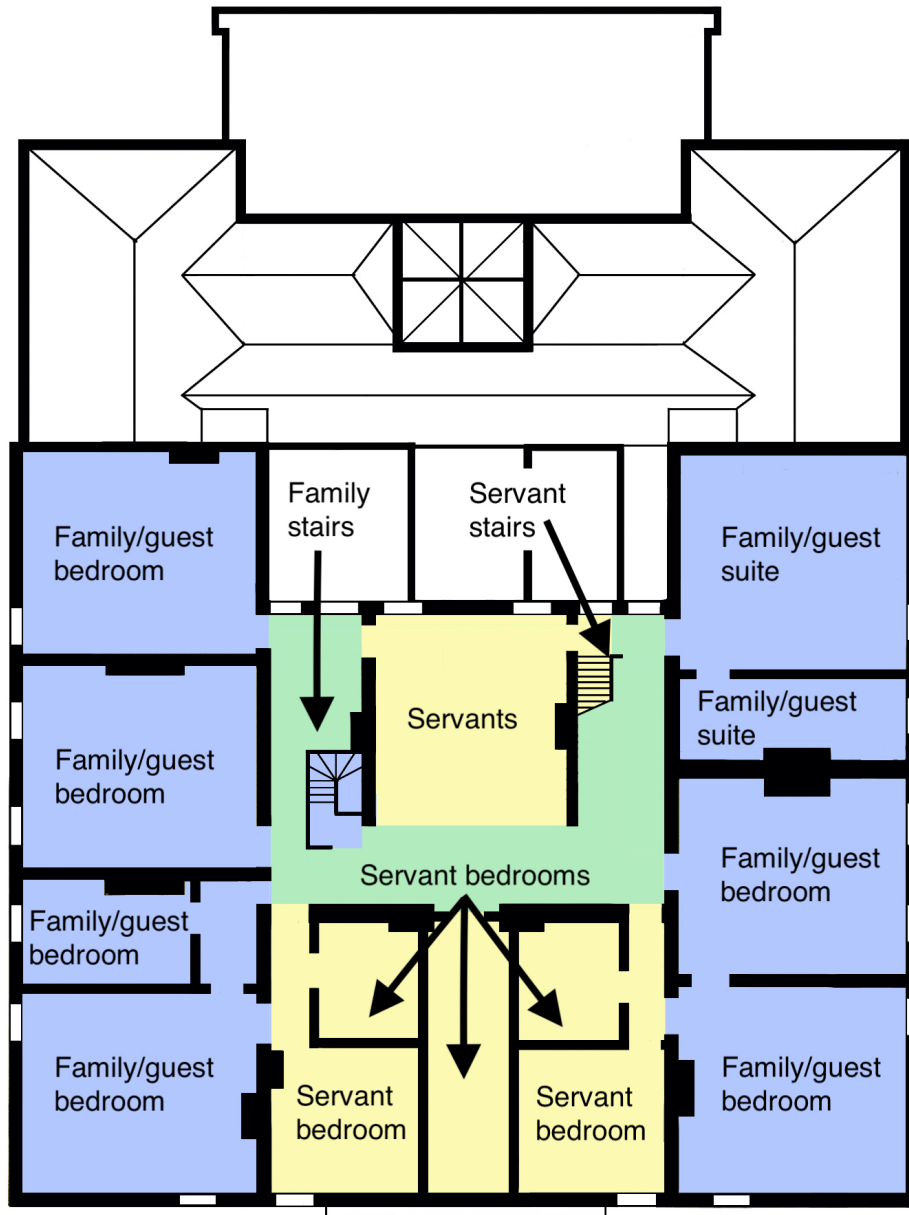 Family
stairs
Servant
stairs
Family/guest
bedroom
Family/guest
suite
Servants
Family/guest
suite
Family/guest
bedroom
Family/guest
bedroom
Servant bedrooms
Family/guest
bedroom
Family/guest
bedroom
Servant
bedroom
Servant
bedroom
Family/guest
bedroom